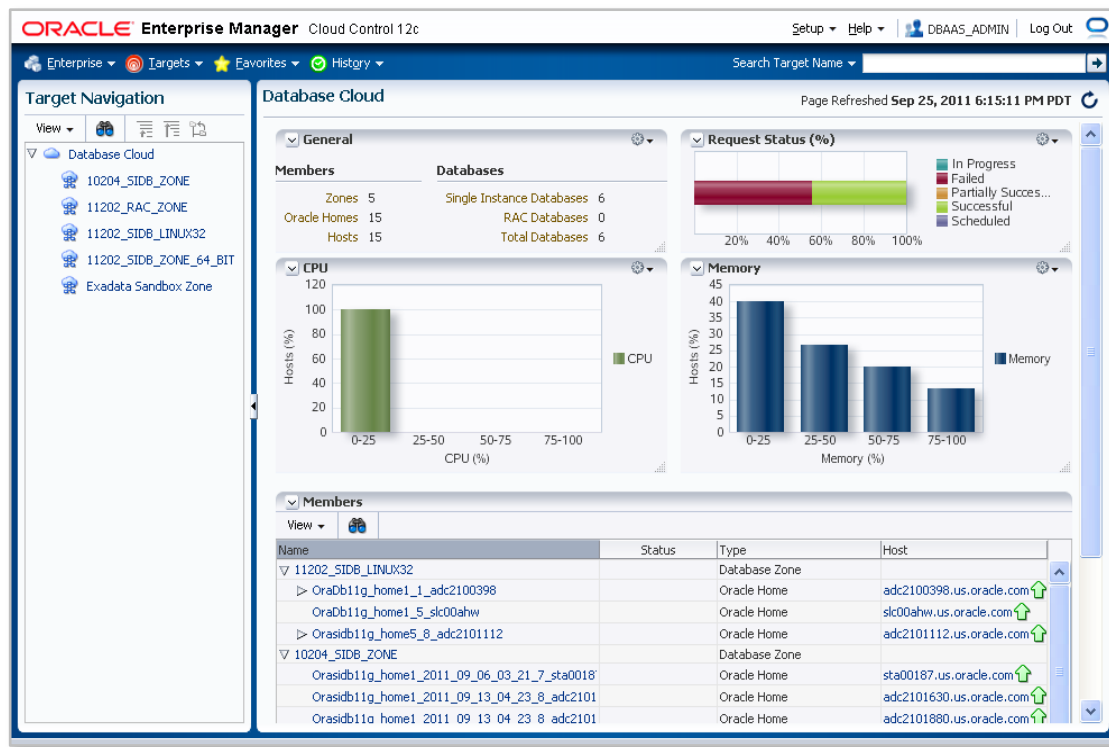 ORACLE Enterprise Manager Cloud Control 12c
Setup Help DBAAS_ADMIN Log Out
Enterprise Targets Favorites History Search Target Name
Target Navigation
View
Database Cloud
10204_SIDB_ZONE
11202_RAC_ZONE
11202_SIDB_LINUX32
11202_SIDB_ZONE_64_BIT
Exadata Sandbox Zone
Database Cloud
Page Refreshed Sep 25, 2011 6:15:11 PM PDT
General
Members Databases
Zones 5 Single Instance Databases 6
Oracle Homes 15 RAC Databases 0
Hosts 15 Total Databases 6
Request Status (%)
In Progress
Failed
Partially Succes...
Successful
Scheduled
20% 40% 60% 80% 100%
CPU
120
100
80
60
40
20
0
Hosts (%)
0-25 25-50 50-75 75-100
CPU (%)
CPU
Memory
45
40
35
30
25
20
15
10
5
0
Hosts (%)
0-25 25-50 50-75 75-100
Memory (%)
Memory
Members
View
Name Status Type Host
11202_SIDB_LINUX32 Database Zone
OraDb11g_home1_1_adc2100398 Oracle Home adc2100398.us.oracle.com
OraDb11g_home1_5_slc00ahw Oracle Home slc00ahw.us.oracle.com
Orasidb11g_home5_8_adc2101112 Oracle Home adc2101112.us.oracle.com
10204_SIDB_ZONE Database Zone
Orasidb11g_home1_2011_09_06_03_21_7_sta0018 Oracle Home sta00187.us.oracle.com
Orasidb11g_home1_2011_09_13_04_23_8_adc2101 Oracle Home adc2101630.us.oracle.com
Orasidb11g_home1_2011_09_13_04_23_8_adc2101 Oracle Home adc2101880.us.oracle.com